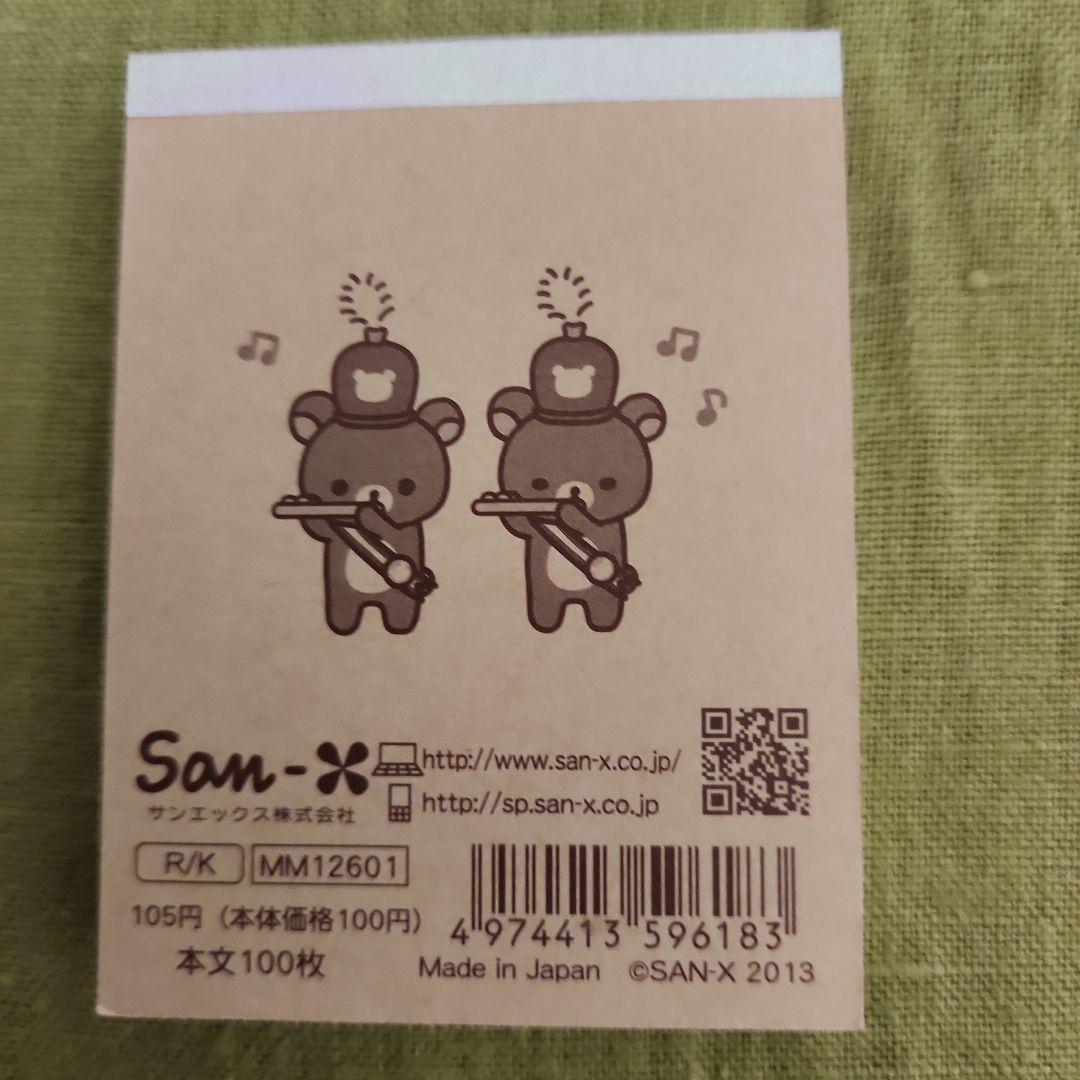 San-X
サンエックス株式会社
http://www.san-x.co.jp/
http://sp.san-x.co.jp
R/K
MM12601
105円（本体価格100円）
本文100枚
4 974413 596183
Made in Japan ©SAN-X 2013